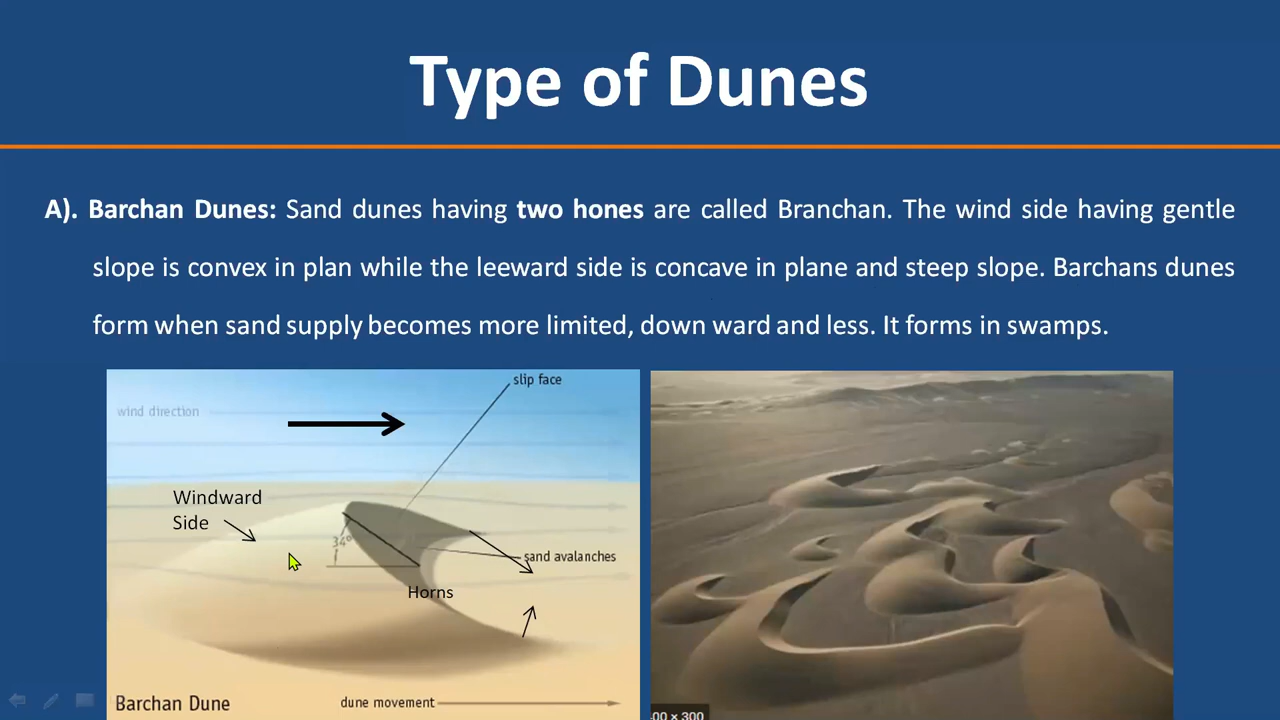 Type of Dunes
A). Barchan Dunes: Sand dunes having two hones are called Branchan. The wind side having gentle
slope is convex in plan while the leeward side is concave in plane and steep slope. Barchans dunes
form when sand supply becomes more limited, down ward and less. It forms in swamps.
slip face
wind direction
Windward
Side
34°
sand avalanches
Horns
Barchan Dune
dune movement
00 x 300